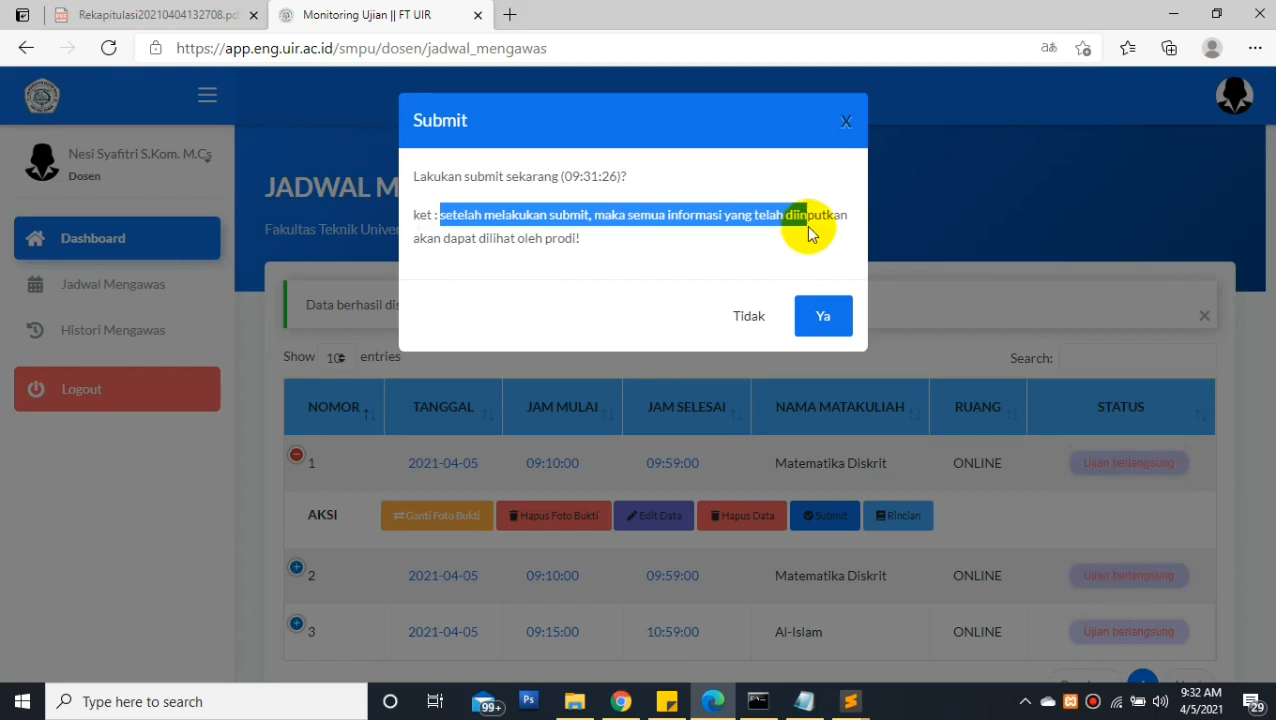 Rekapitulasi20210404132708.pd
Monitoring Ujian || FT UIR
https://app.eng.uir.ac.id/smpu/dosen/jadwal_mengawas
Submit
X
Lakukan submit sekarang (09:31:26)?
ket : setelah melakukan submit, maka semua informasi yang telah diinputkan
akan dapat dilihat oleh prodi!
Tidak
Ya
Nesi Syafitri S.Kom. M.Cs
Dosen
Dashboard
Jadwal Mengawas
Histori Mengawas
Logout
JADWAL M
Fakultas Teknik Univer
Data berhasil dis
Show 10 entries
Search:
NOMOR TANGGAL JAM MULAI JAM SELESAI NAMA MATAKULIAH RUANG STATUS
1 2021-04-05 09:10:00 09:59:00 Matematika Diskrit ONLINE Ujian berlangsung
AKSI Ganti Foto Bukti Hapus Foto Bukti Edit Data Hapus Data Submit Rincian
2 2021-04-05 09:10:00 09:59:00 Matematika Diskrit ONLINE Ujian berlangsung
3 2021-04-05 09:15:00 10:59:00 Al-Islam ONLINE Ujian berlangsung
Type here to search
99+
Ps
9:32 AM
4/5/2021
29